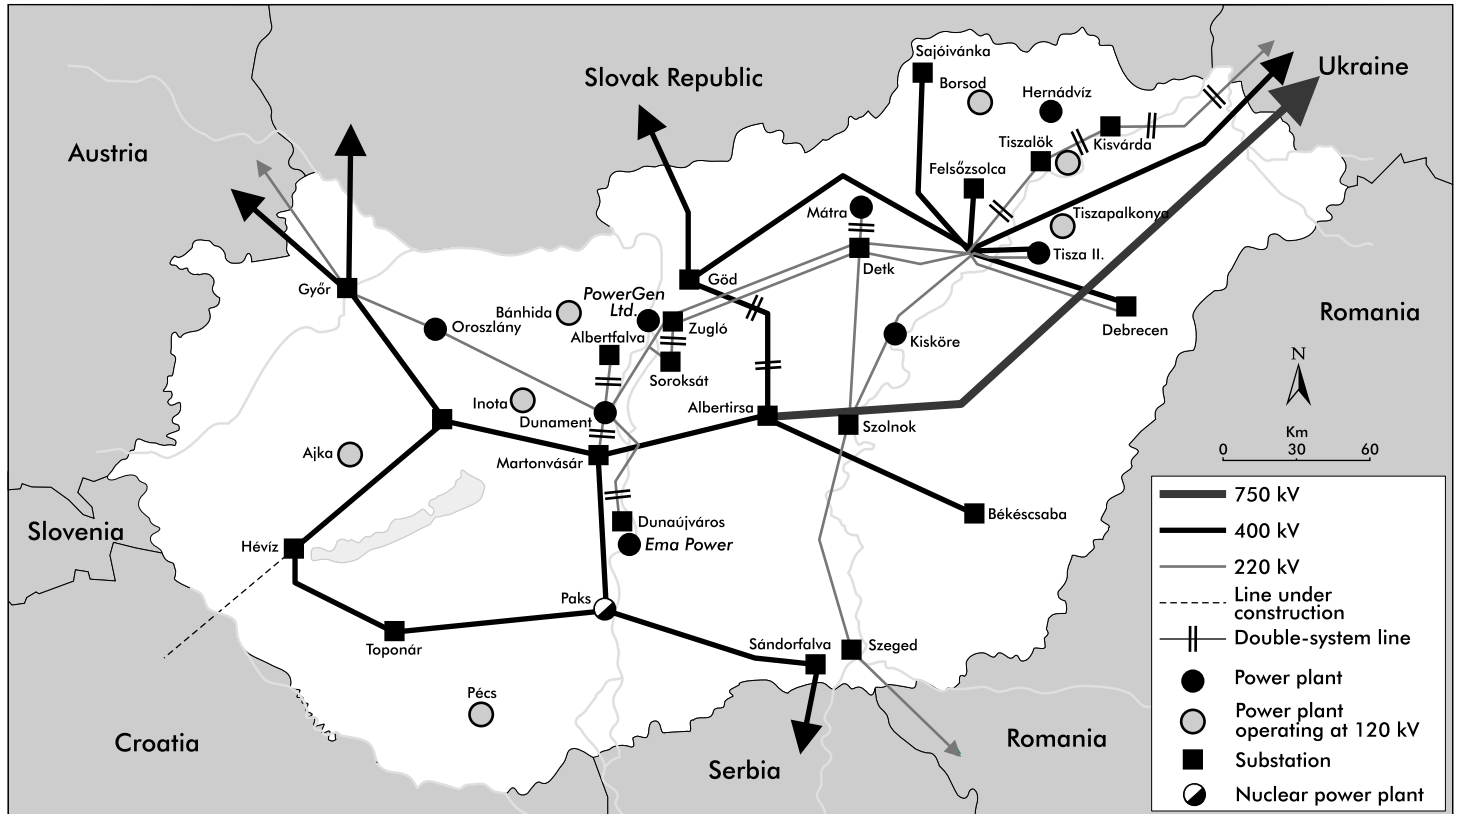 Sajóivánka
Slovak Republic
Ukraine
Borsod
Hernádvíz
Austria
Tiszalök
Kisvárda
Felsőzsolca
Mátra
Tiszapalkonya
Tisza II.
Detk
Göd
Győr
PowerGen
Ltd.
Bánhida
Oroszlány
Zugló
Albertfalva
Debrecen
Romania
Kisköre
Soroksát
N
Inota
Dunament
Albertirsa
Szolnok
Km
0 30 60
Ajka
Martonvásár
750 kV
400 kV
220 kV
Line under
construction
Double-system line
Power plant
Power plant
operating at 120 kV
Substation
Nuclear power plant
Slovenia
Dunaújváros
Békéscsaba
Hévíz
Ema Power
Paks
Toponár
Sándorfalva
Szeged
Pécs
Croatia
Serbia
Romania